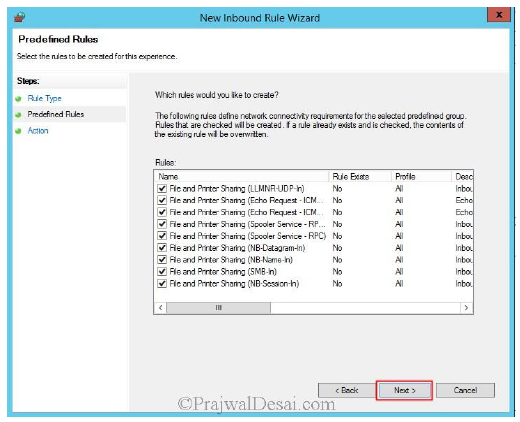 New Inbound Rule Wizard
x
Predefined Rules
Select the rules to be created for this experience.
Steps:
Rule Type
Predefined Rules
Action
Which rules would you like to create?
The following rules define network connectivity requirements for the selected predefined group.
Rules that are checked will be created. If a rule already exists and is checked, the contents of
the existing rule will be overwritten.
Rules:
Name Rule Exists Profile Desc
File and Printer Sharing (LLMNR-UDP-In) No All Inbou
File and Printer Sharing (Echo Request - ICM... No All Echo
File and Printer Sharing (Echo Request - ICM... No All Echo
File and Printer Sharing (Spooler Service - RP... No All Inbou
File and Printer Sharing (Spooler Service - RPC) No All Inbou
File and Printer Sharing (NB-Datagram-In) No All Inbou
File and Printer Sharing (NB-Name-In) No All Inbou
File and Printer Sharing (SMB-In) No All Inbou
File and Printer Sharing (NB-Session-In) No All Inbou
< Back Next > Cancel
©PrajwalDesai.com